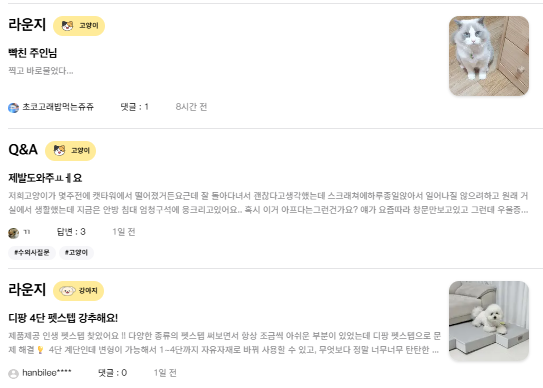 라운지 고양이
빡친 주인님
찍고 바로물었다...
초코고래밥먹는쥬쥬 댓글 : 1 8시간 전
Q&A 고양이
제발도와주ㅛㅔ요
저희고양이가 몇주전에 캣타워에서 떨어졌거든요근데 잘 돌아다녀서 괜찮다고생각했는데 스크래쳐에하루종일앉아서 일어나질 않으려하고 원래 거
실에서 생활했는데 지금은 안방 침대 엄청구석에 웅크리고있어요.. 혹시 이거 아프다는그런건가요? 얘가 요즘따라 창문만보고있고 그런데 우울증...
ㄲ 답변 : 3 1일 전
#수의사질문 #고양이
라운지 강아지
디팡 4단 펫스텝 강추해요!
제품제공 인생 펫스텝 찾았어요 !! 다양한 종류의 펫스텝 써보면서 항상 조금씩 아쉬운 부분이 있었는데 디팡 펫스텝으로 문
제 해결💡 4단 계단인데 변형이 가능해서 1~4단까지 자유자재로 바꿔 사용할 수 있고, 무엇보다 정말 너무너무 탄탄한 ...
hanbilee**** 댓글 : 0 1일 전